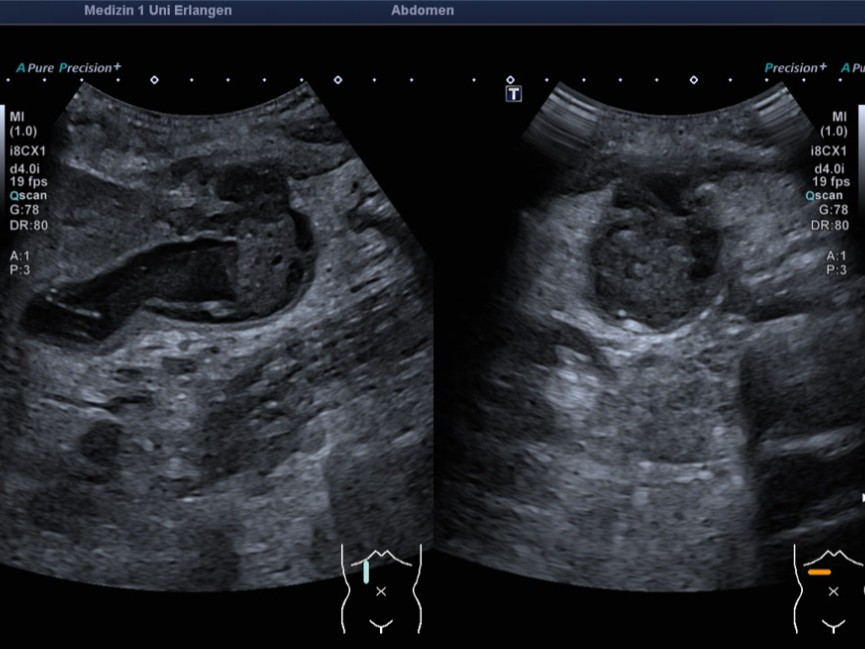 Medizin 1 Uni Erlangen Abdomen
A Pure Precision+
Precision+ A Pu
T
MI
(1.0)
i8CX1
d4.0i
19 fps
Qscan
G:78
DR:80
A:1
P:3
MI
(1.0)
i8CX1
d4.0i
19 fps
Qscan
G:78
DR:80
A:1
P:3